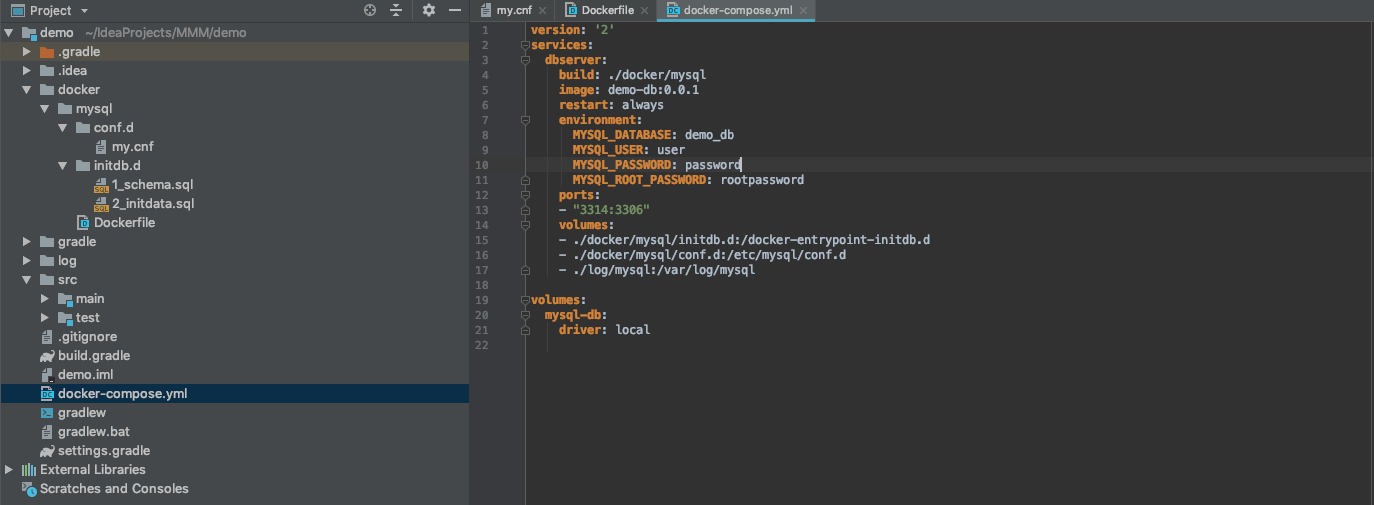 Project
demo ~/IdeaProjects/MMM/demo
.gradle
.idea
docker
mysql
conf.d
my.cnf
initdb.d
1_schema.sql
2_initdata.sql
Dockerfile
gradle
log
src
main
test
.gitignore
build.gradle
demo.iml
docker-compose.yml
gradlew
gradlew.bat
settings.gradle
External Libraries
Scratches and Consoles
my.cnf Dockerfile docker-compose.yml
1 version: '2'
2 services:
3   dbserver:
4     build: ./docker/mysql
5     image: demo-db:0.0.1
6     restart: always
7     environment:
8       MYSQL_DATABASE: demo_db
9       MYSQL_USER: user
10       MYSQL_PASSWORD: password
11       MYSQL_ROOT_PASSWORD: rootpassword
12     ports:
13     - "3314:3306"
14     volumes:
15     - ./docker/mysql/initdb.d:/docker-entrypoint-initdb.d
16     - ./docker/mysql/conf.d:/etc/mysql/conf.d
17     - ./log/mysql:/var/log/mysql
18
19 volumes:
20   mysql-db:
21     driver: local
22